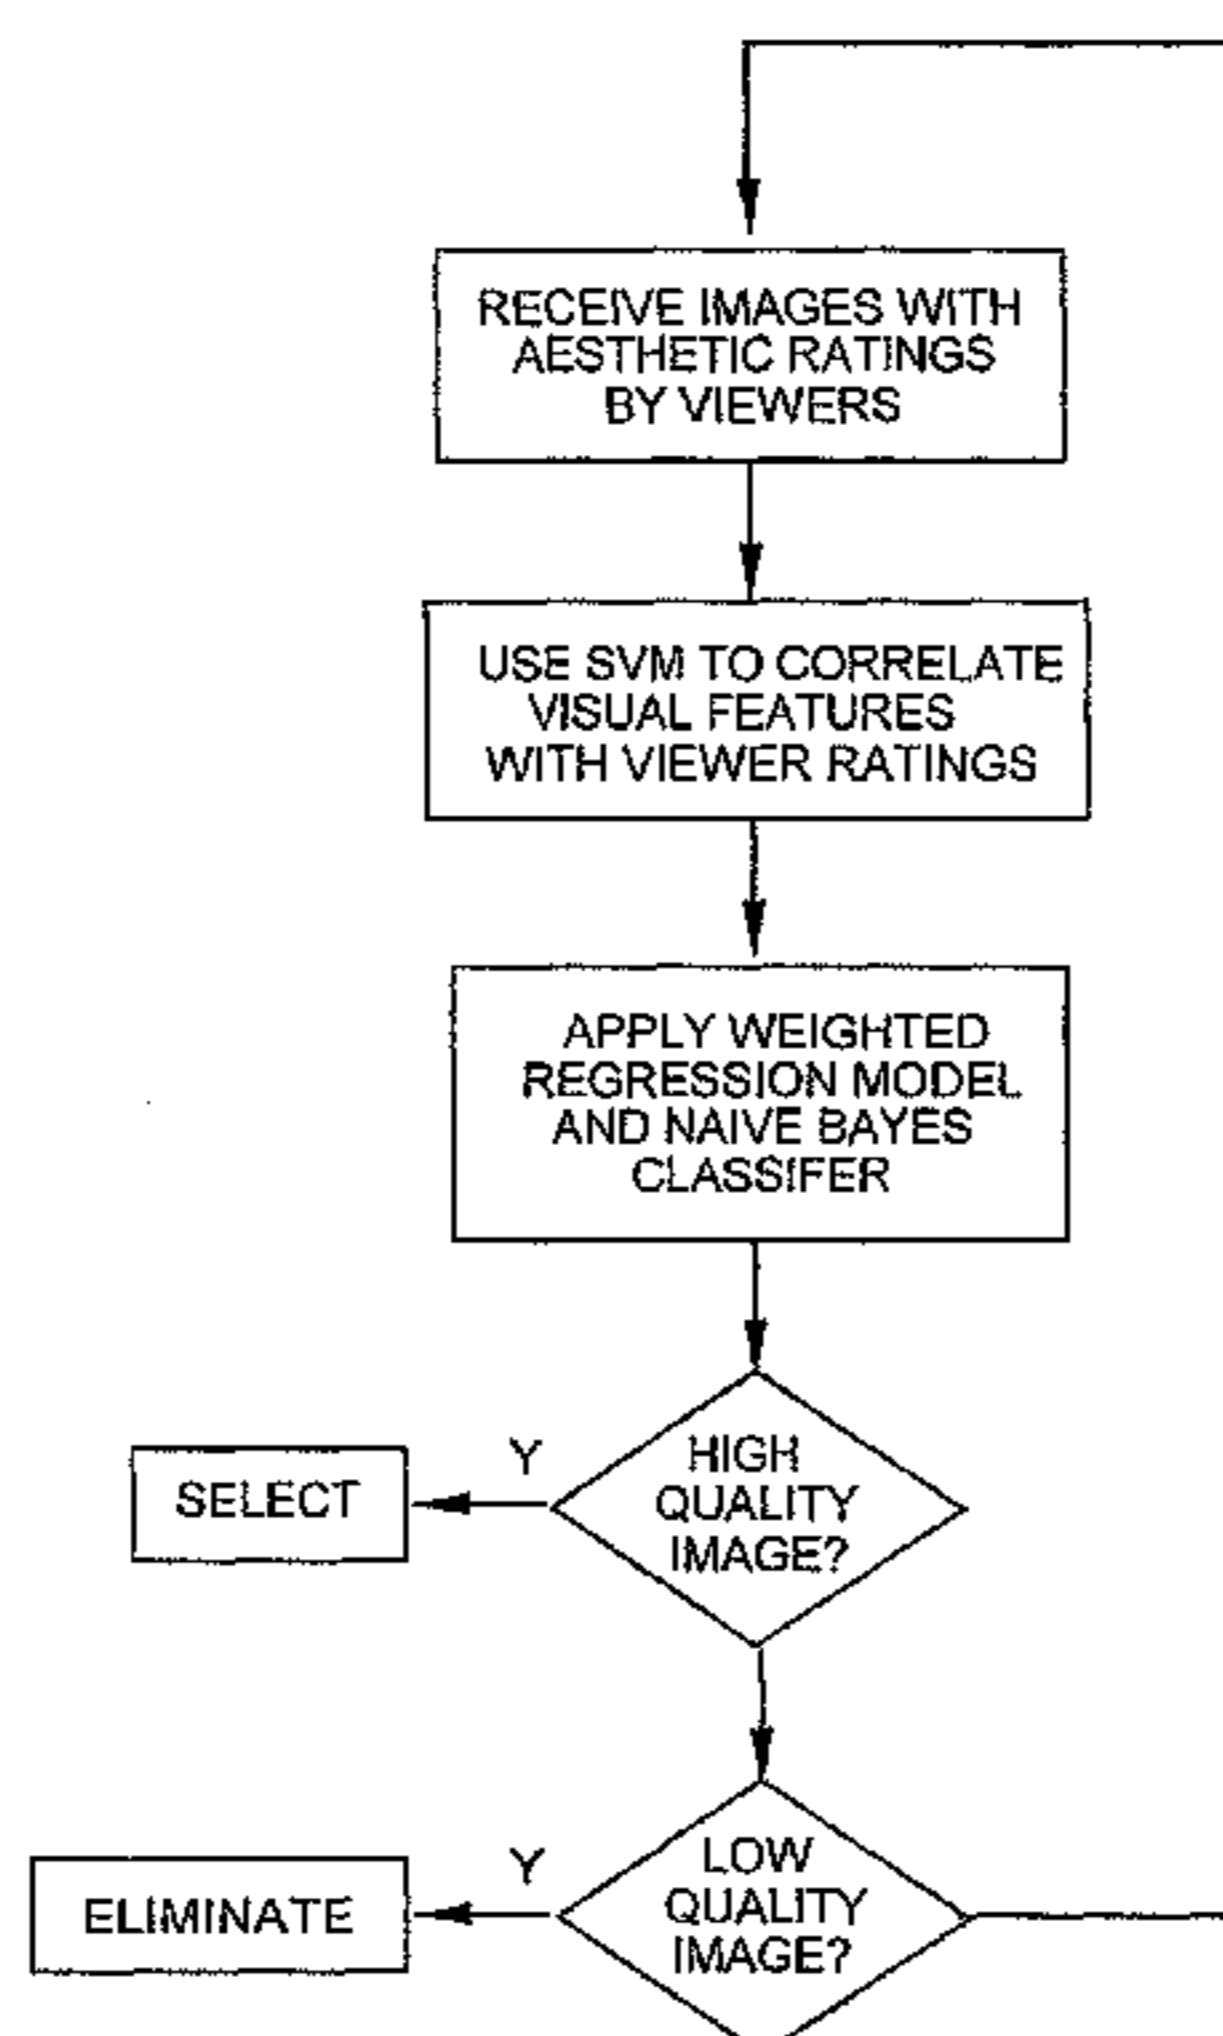 RECEIVE IMAGES WITH
AESTHETIC RATINGS
BY VIEWERS
USE SVM TO CORRELATE
VISUAL FEATURES
WITH VIEWER RATINGS
APPLY WEIGHTED
REGRESSION MODEL
AND NAIVE BAYES
CLASSIFER
HIGH
QUALITY
IMAGE?
Y
SELECT
LOW
QUALITY
IMAGE?
Y
ELIMINATE